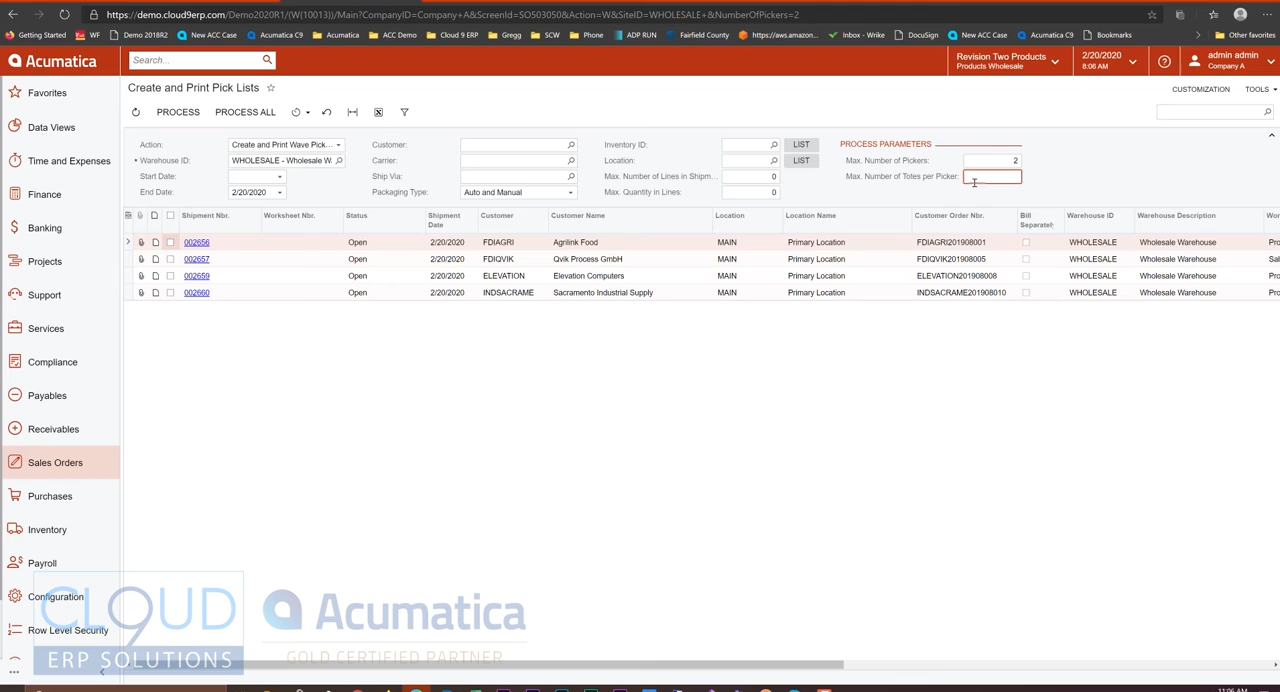 https://demo.cloud9erp.com/Demo2020R1/(W(10013))/Main?CompanyID=Company+A&ScreenId=SO503050&Action=W&SiteID=WHOLESALE+&NumberOfPickers=2
Getting Started WF Demo 2018R2 New ACC Case Acumatica C9 Acumatica ACC Demo Cloud 9 ERP Gregg Phone ADP RUN Fairfield County SCW https://aws.amazon... Inbox - Wrike DocuSign New ACC Case Acumatica C9 Bookmarks Other favorites
Acumatica Search... Revision Two Products Products Wholesale 2/20/2020 8:06 AM admin admin Company A
Create and Print Pick Lists CUSTOMIZATION TOOLS
PROCESS PROCESS ALL
Action: Create and Print Wave Pick... Customer: Inventory ID: LIST PROCESS PARAMETERS
Warehouse ID: WHOLESALE - Wholesale W Carrier: Location: LIST Max. Number of Pickers: 2
Start Date: Ship Via: Max. Number of Lines in Shipm... 0 Max. Number of Totes per Picker:
End Date: 2/20/2020 Packaging Type: Auto and Manual Max. Quantity in Lines: 0
Shipment Nbr. Worksheet Nbr. Status Shipment Date Customer Customer Name Location Location Name Customer Order Nbr. Bill Separately Warehouse ID Warehouse Description Wor
002656 Open 2/20/2020 FDIAGRI Agrilink Food MAIN Primary Location FDIAGRI201908001 WHOLESALE Wholesale Warehouse Pro
002657 Open 2/20/2020 FDIQVIK Qvik Process GmbH MAIN Primary Location FDIQVIK201908005 WHOLESALE Wholesale Warehouse Sal
002659 Open 2/20/2020 ELEVATION Elevation Computers MAIN Primary Location ELEVATION201908008 WHOLESALE Wholesale Warehouse Pro
002660 Open 2/20/2020 INDSACRAME Sacramento Industrial Supply MAIN Primary Location INDSACRAME201908010 WHOLESALE Wholesale Warehouse Pro
Favorites
Data Views
Time and Expenses
Finance
Banking
Projects
Support
Services
Compliance
Payables
Receivables
Sales Orders
Purchases
Inventory
Payroll
Configuration
Row Level Security
CLOUD 9
ERP SOLUTIONS
Acumatica
GOLD CERTIFIED PARTNER
11:06 AM